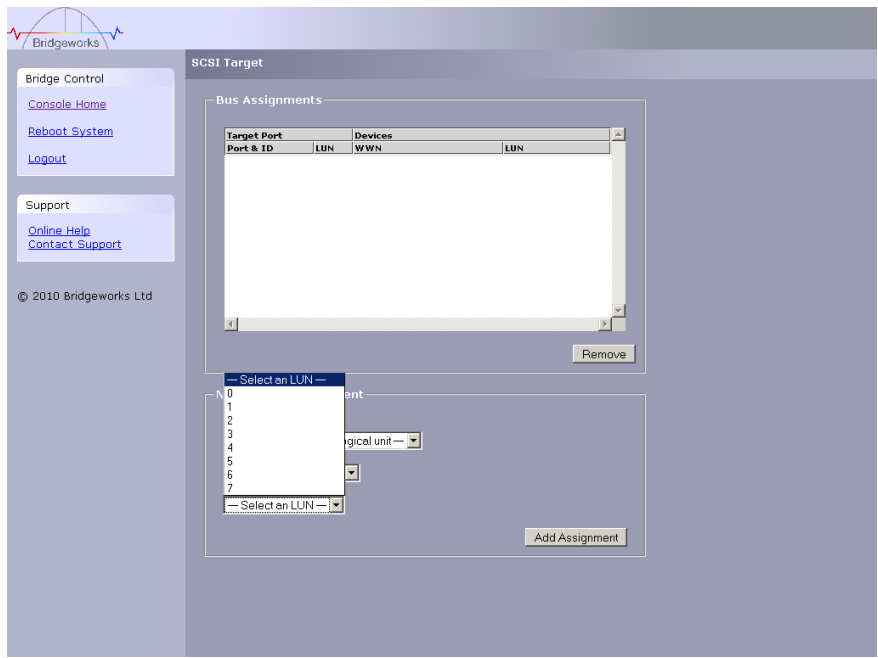 Bridgeworks
SCSI Target
Bridge Control
Console Home
Reboot System
Logout
Support
Online Help
Contact Support
© 2010 Bridgeworks Ltd
Bus Assignments
Target Port Devices
Port & ID LUN WWN LUN
Remove
— Select an LUN —
0
1
2
3
4
5
6
7
ogical unit —
— Select an LUN —
Add Assignment